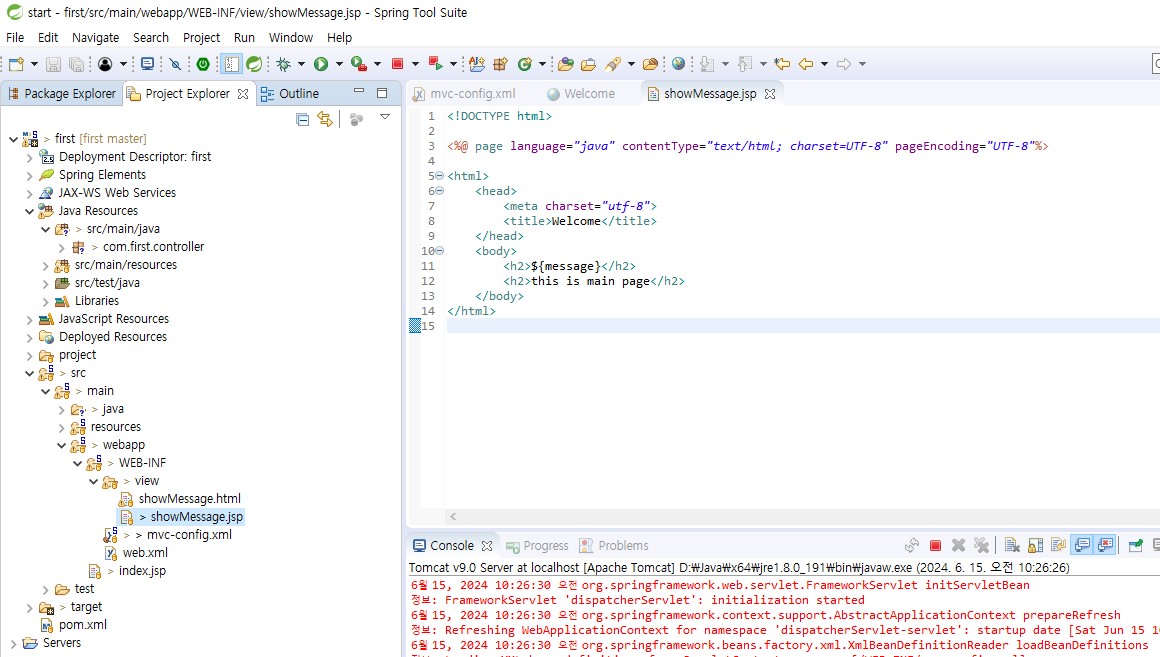 start - first/src/main/webapp/WEB-INF/view/showMessage.jsp - Spring Tool Suite
File Edit Navigate Search Project Run Window Help
Package Explorer Project Explorer Outline
first [first master]
Deployment Descriptor: first
Spring Elements
JAX-WS Web Services
Java Resources
src/main/java
com.first.controller
src/main/resources
src/test/java
Libraries
JavaScript Resources
Deployed Resources
project
src
main
java
resources
webapp
WEB-INF
view
showMessage.html
showMessage.jsp
mvc-config.xml
web.xml
index.jsp
test
target
pom.xml
Servers
mvc-config.xml Welcome showMessage.jsp
1 <!DOCTYPE html>
2
3 <%@ page language="java" contentType="text/html; charset=UTF-8" pageEncoding="UTF-8"%>
4
5 <html>
6 <head>
7 <meta charset="utf-8">
8 <title>Welcome</title>
9 </head>
10 <body>
11 <h2>${message}</h2>
12 <h2>this is main page</h2>
13 </body>
14 </html>
15
Console Progress Problems
Tomcat v9.0 Server at localhost [Apache Tomcat] D:₩Java₩x64₩jre1.8.0_191₩bin₩javaw.exe (2024. 6. 15. 오전 10:26:26)
6월 15, 2024 10:26:30 오전 org.springframework.web.servlet.FrameworkServlet initServletBean
정보: FrameworkServlet 'dispatcherServlet': initialization started
6월 15, 2024 10:26:30 오전 org.springframework.context.support.AbstractApplicationContext prepareRefresh
정보: Refreshing WebApplicationContext for namespace 'dispatcherServlet-servlet': startup date [Sat Jun 15 1
6월 15, 2024 10:26:30 오전 org.springframework.beans.factory.xml.XmlBeanDefinitionReader loadBeanDefinitions